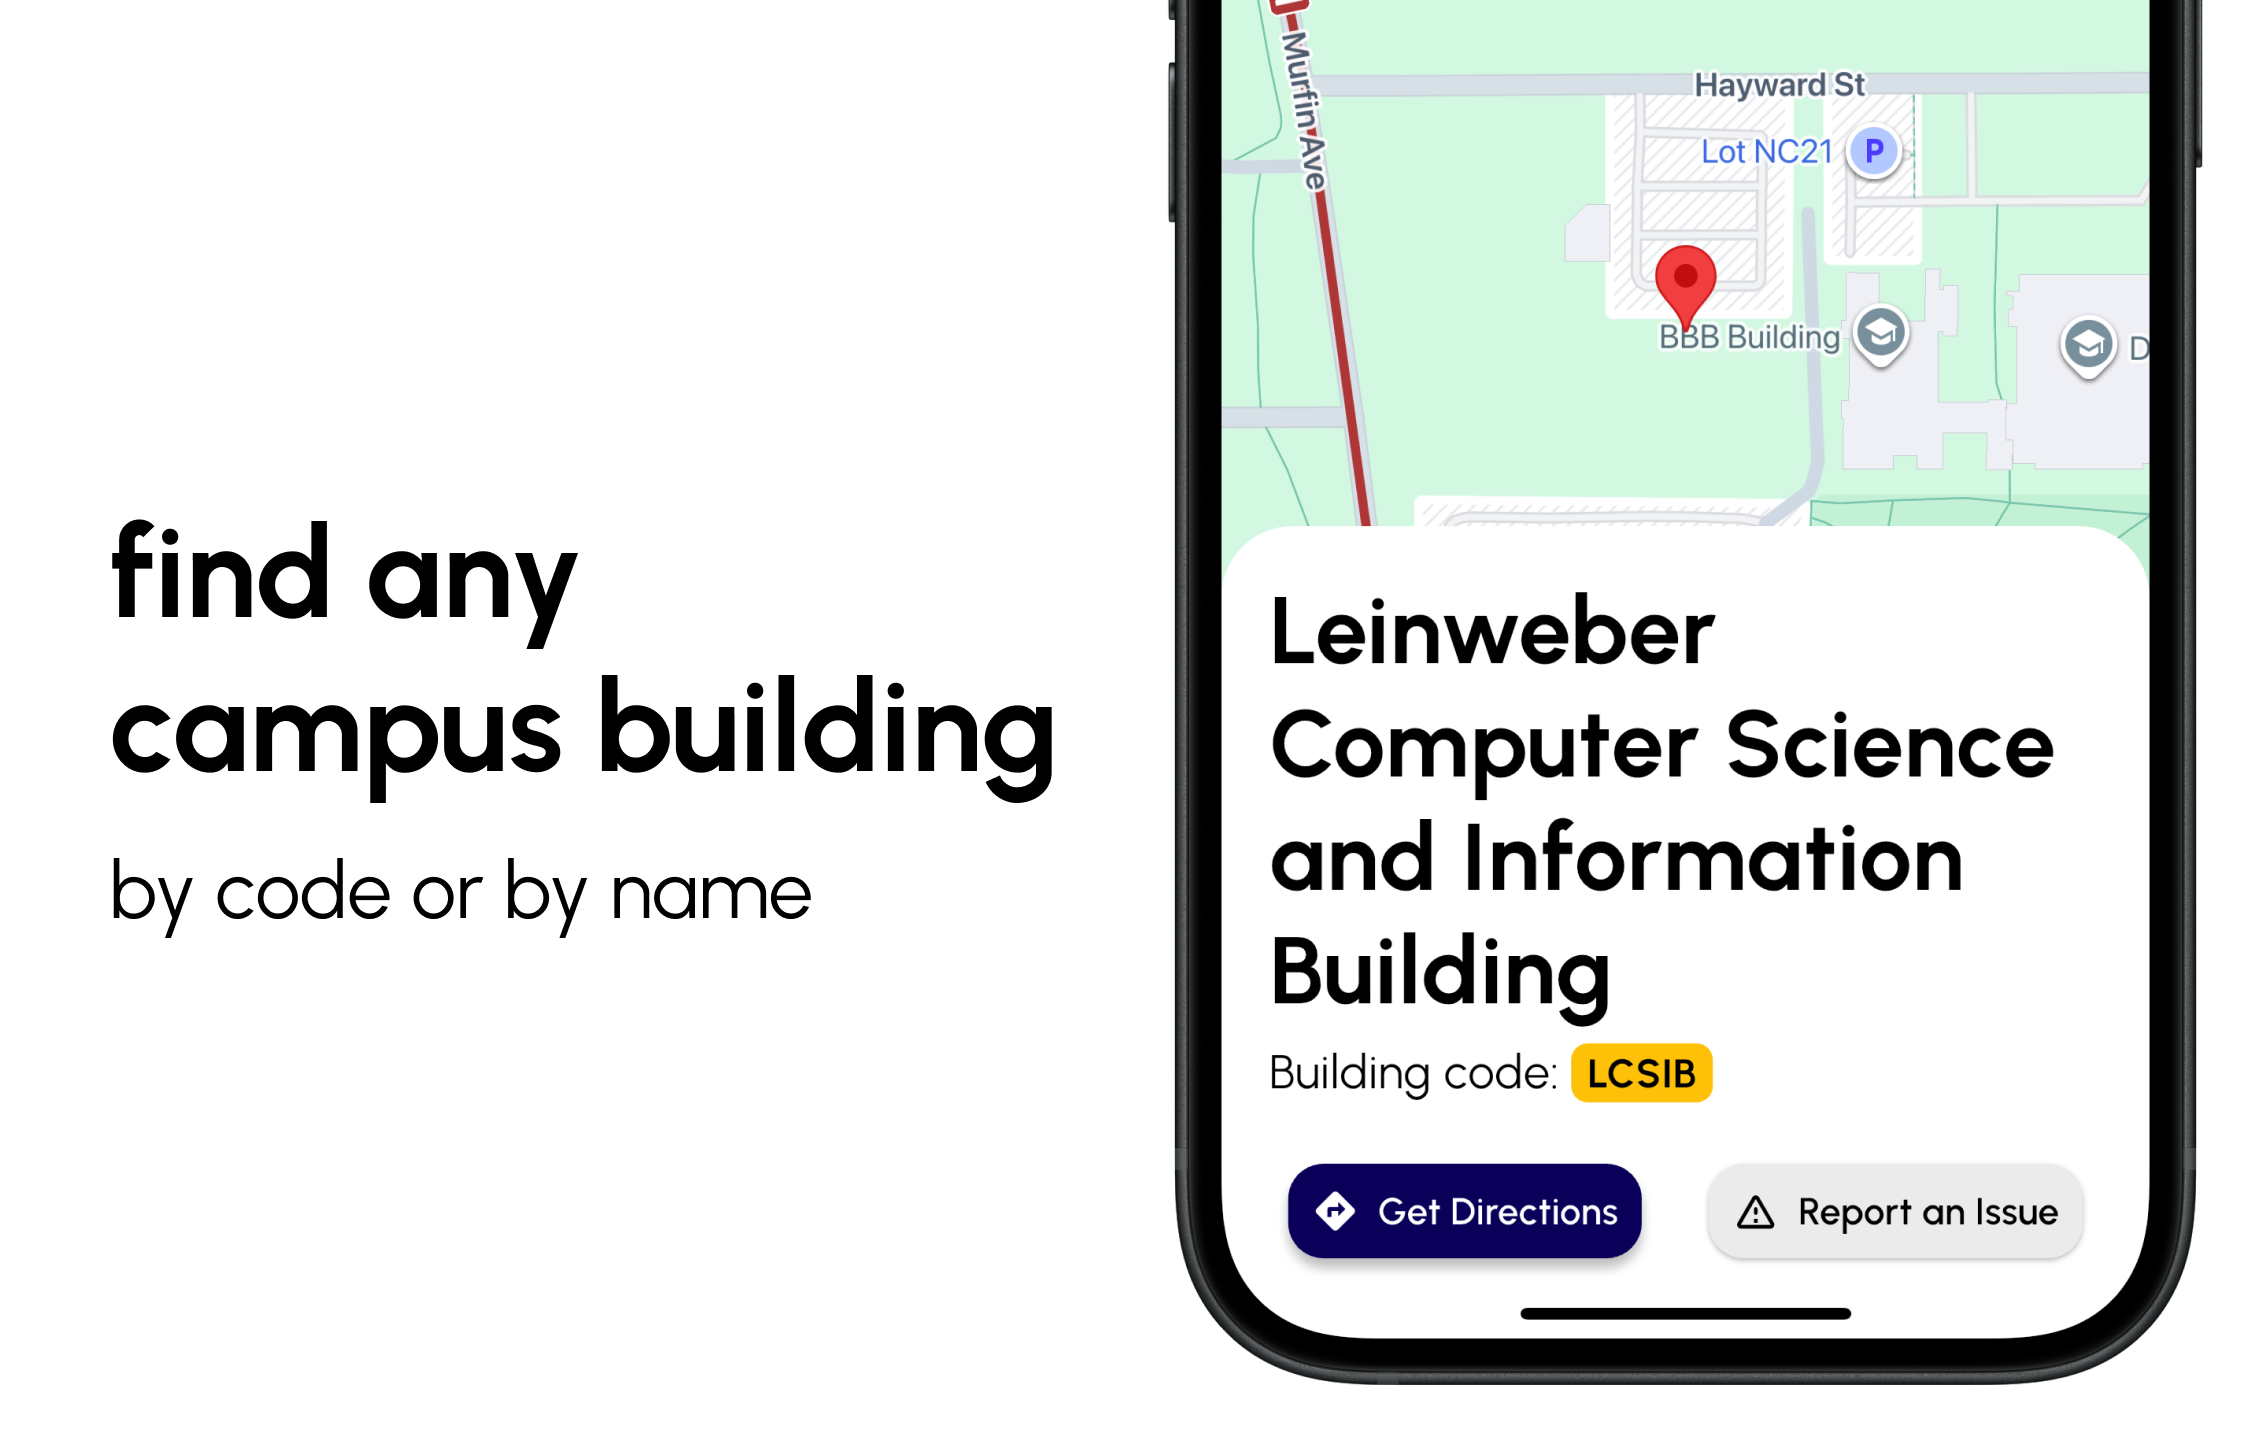 find any
campus building
by code or by name
Murfin Ave
Hayward St
Lot NC21 P
BBB Building
D
Leinweber
Computer Science
and Information
Building
Building code: LCSIB
Get Directions
Report an Issue